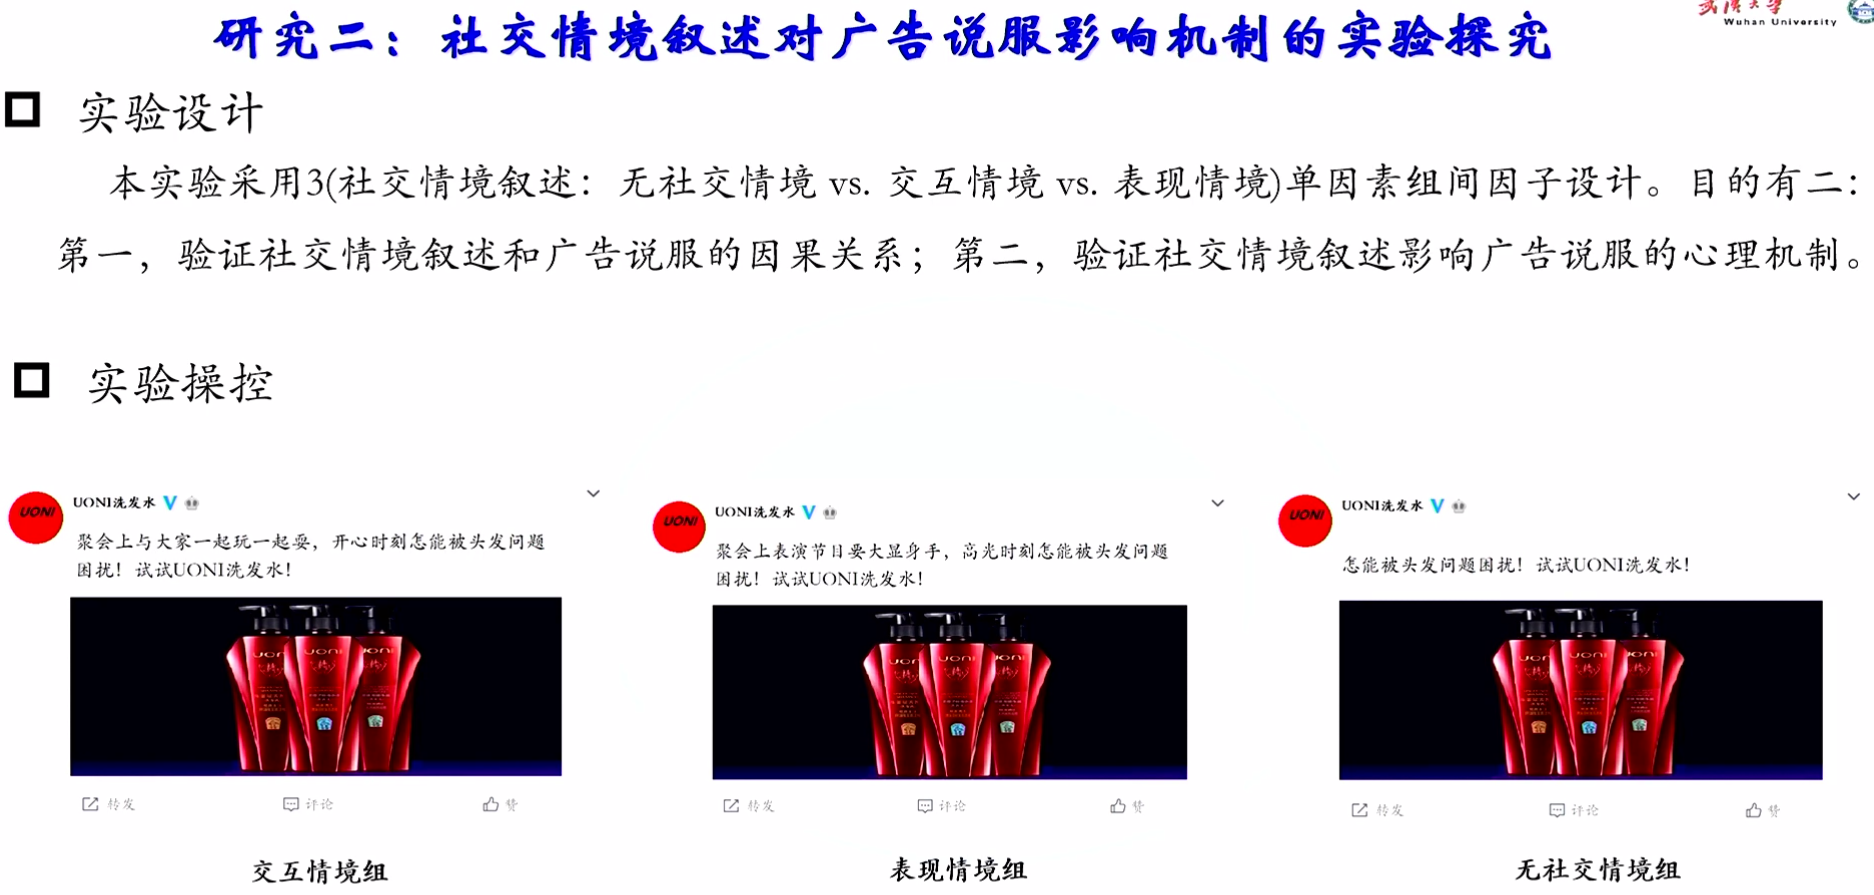 武汉大学
Wuhan University
研究二：社交情境叙述对广告说服影响机制的实验探究
实验设计
本实验采用3(社交情境叙述：无社交情境 vs. 交互情境 vs. 表现情境)单因素组间因子设计。目的有二：
第一，验证社交情境叙述和广告说服的因果关系；第二，验证社交情境叙述影响广告说服的心理机制。
实验操控
UONI
UONI洗发水 V
聚会上与大家一起玩一起耍，开心时刻怎能被头发问题
困扰！试试UONI洗发水！
UONI
UONI
UONI
转发 评论 赞
交互情境组
UONI
UONI洗发水 V
聚会上表演节目要大显身手，高光时刻怎能被头发问题
困扰！试试UONI洗发水！
UONI
UONI
UONI
转发 评论 赞
表现情境组
UONI
UONI洗发水 V
怎能被头发问题困扰！试试UONI洗发水！
UONI
UONI
UONI
转发 评论 赞
无社交情境组